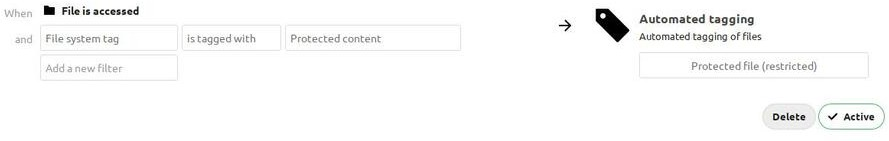 When File is accessed
and File system tag is tagged with Protected content
Add a new filter
Automated tagging
Automated tagging of files
Protected file (restricted)
Delete Active